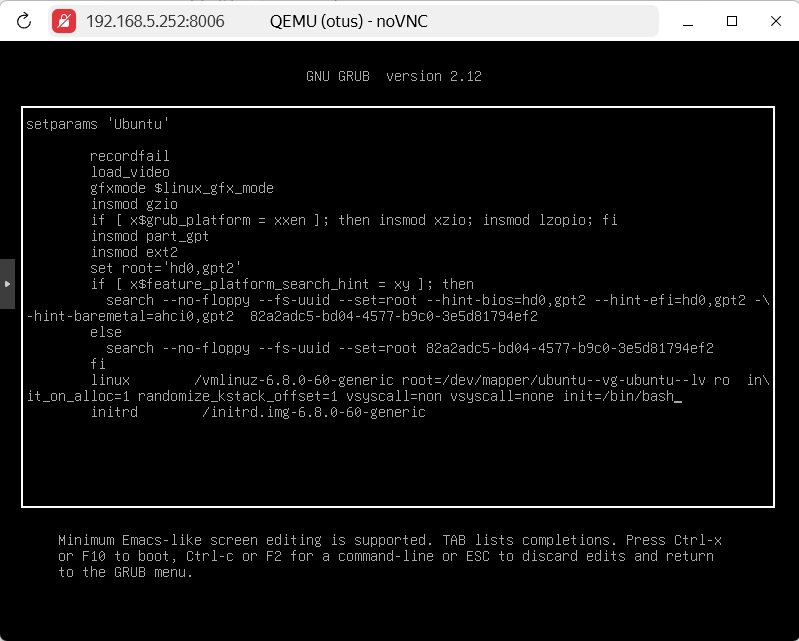 192.168.5.252:8006 QEMU (otus) - noVNC
GNU GRUB version 2.12
setparams 'Ubuntu'
recordfail
load_video
gfxmode $linux_gfx_mode
insmod gzio
if [ x$grub_platform = xxen ]; then insmod xzio; insmod lzopio; fi
insmod part_gpt
insmod ext2
set root='hd0,gpt2'
if [ x$feature_platform_search_hint = xy ]; then
search --no-floppy --fs-uuid --set=root --hint-bios=hd0,gpt2 --hint-efi=hd0,gpt2 -\
-hint-baremetal=ahci0,gpt2 82a2adc5-bd04-4577-b9c0-3e5d81794ef2
else
search --no-floppy --fs-uuid --set=root 82a2adc5-bd04-4577-b9c0-3e5d81794ef2
fi
linux /vmlinuz-6.8.0-60-generic root=/dev/mapper/ubuntu--vg-ubuntu--lv ro in\
it_on_alloc=1 randomize_kstack_offset=1 vsyscall=non vsyscall=none init=/bin/bash_
initrd /initrd.img-6.8.0-60-generic
Minimum Emacs-like screen editing is supported. TAB lists completions. Press Ctrl-x
or F10 to boot, Ctrl-c or F2 for a command-line or ESC to discard edits and return
to the GRUB menu.